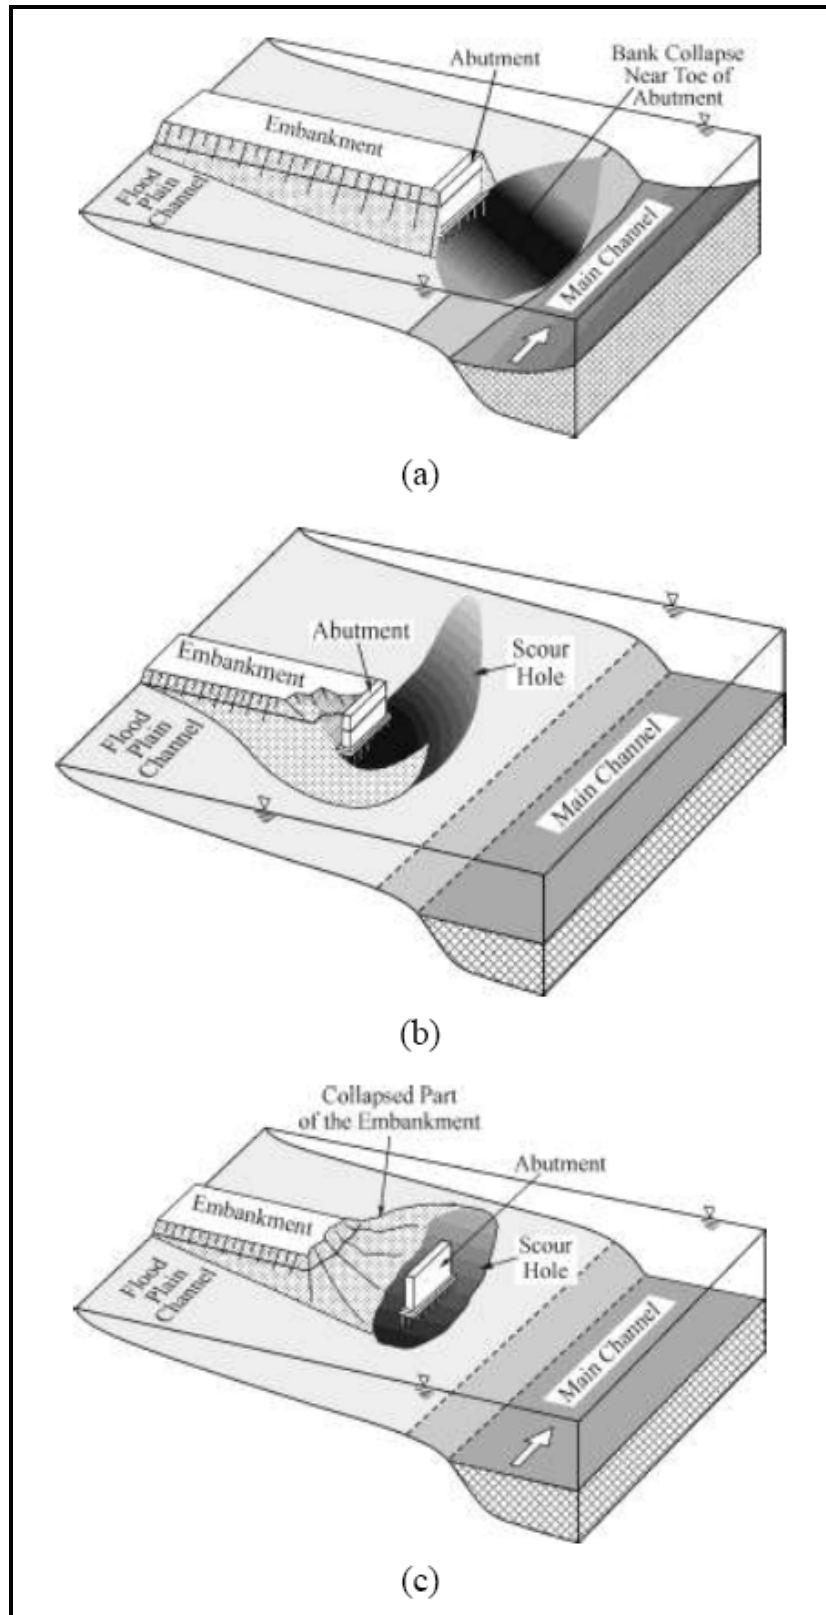 Abutment
Bank Collapse
Near Toe of
Abutment
Embankment
Flood
Plain
Channel
Main Channel
(a)
Abutment
Embankment
Scour
Hole
Flood
Plain
Channel
Main Channel
(b)
Collapsed Part
of the Embankment
Abutment
Embankment
Scour
Hole
Flood
Plain
Channel
Main Channel
(c)